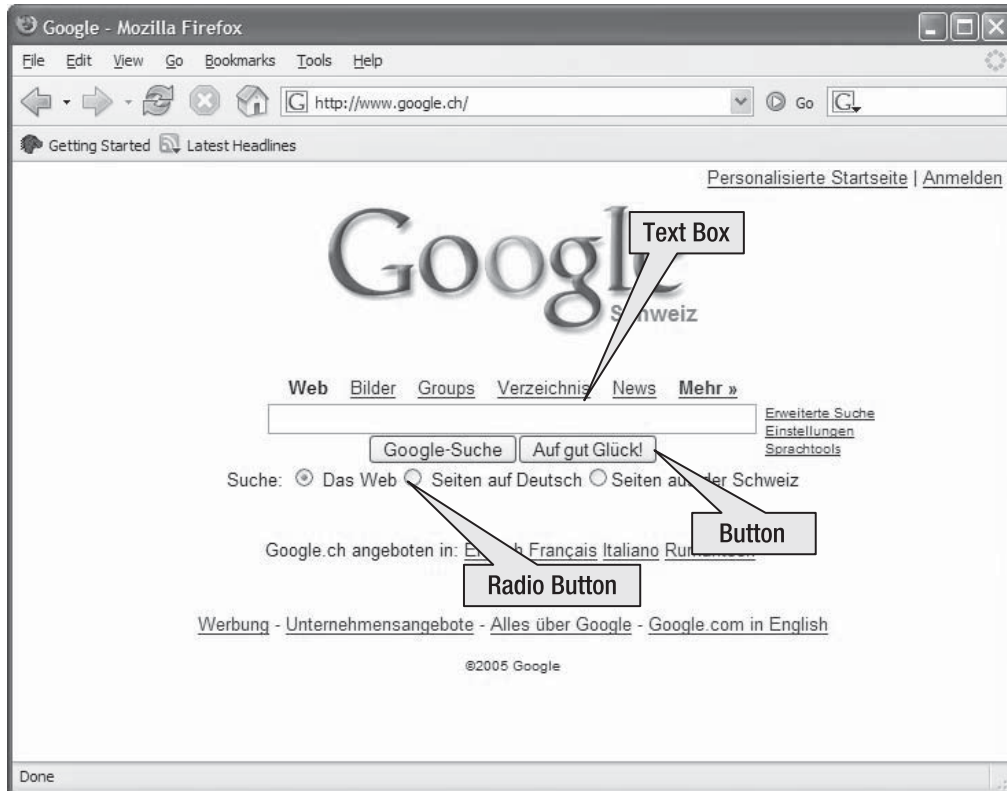 Google - Mozilla Firefox
File Edit View Go Bookmarks Tools Help
G http://www.google.ch/ Go G
Getting Started Latest Headlines
Personalisierte Startseite | Anmelden
Google
Text Box
Schweiz
Web Bilder Groups Verzeichnis News Mehr »
Erweiterte Suche
Einstellungen
Sprachtools
Google-Suche Auf gut Glück!
Suche: Das Web Seiten auf Deutsch Seiten aus der Schweiz
Button
Google.ch angeboten in: Français Italiano
Radio Button
Werbung - Unternehmensangebote - Alles über Google - Google.com in English
©2005 Google
Done